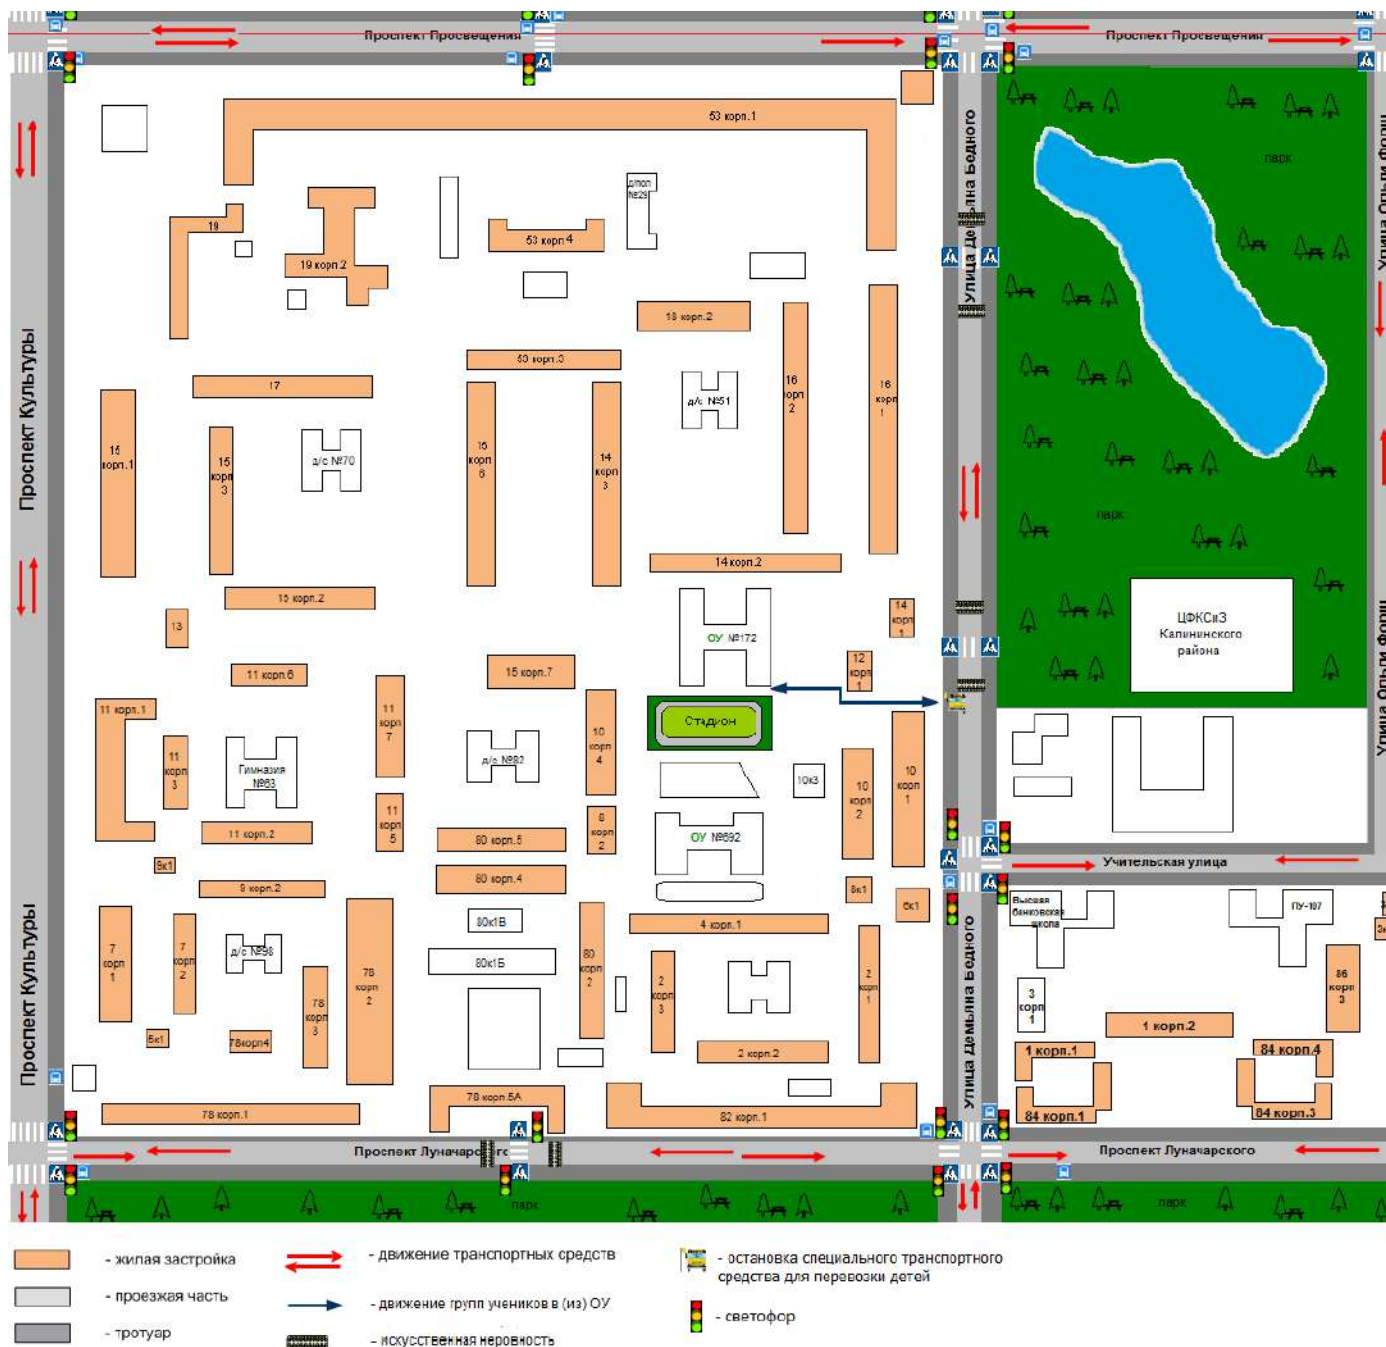 Проспект Просвещения
Проспект Просвещения
53 корп.1
Улица Демьяна Бедного
парк
Улица Ольги Форш
д/пол
№29
19
53 корп 4
19 корп.2
18 корп.2
53 корп.3
17
16
корп
2
16
корп
1
д/с №51
Проспект Культуры
15
корп.1
15
корп
3
д/с №70
15
корп
6
14
корп
3
парк
14 корп.2
15 корп.2
13
14
корп
1
ОУ №172
ЦФКСиЗ
Калининского
района
12
корп
1
11 корп.6
15 корп.7
Улица Ольги Форш
11 корп.1
11
корп
7
10
корп
4
Стадион
11
корп
3
Гимназия
№63
д/с №82
10к3
10
корп
2
10
корп
1
11 корп.2
11
корп
5
80 корп.5
8
корп
2
ОУ №692
Учительская улица
9к1
9 корп.2
80 корп.4
8к1
6к1
Высшая
банковская
школа
ПУ-107
Проспект Культуры
7
корп
1
7
корп
2
д/с №98
78
корп
2
80к1В
80к1Б
80
корп
2
4 корп.1
2
корп
3
2
корп
1
Улица Демьяна Бедного
86
корп
3
78
корп
3
3
корп
1
1 корп.2
5к1
78корп4
2 корп.2
1 корп.1
84 корп.4
78 корп.1
78 корп.5А
82 корп.1
84 корп.1
84 корп.3
Проспект Луначарского
Проспект Луначарского
парк
парк
- жилая застройка
- движение транспортных средств
- остановка специального транспортного
средства для перевозки детей
- проезжая часть
- движение групп учеников в (из) ОУ
- светофор
- тротуар
- искусственная неровность